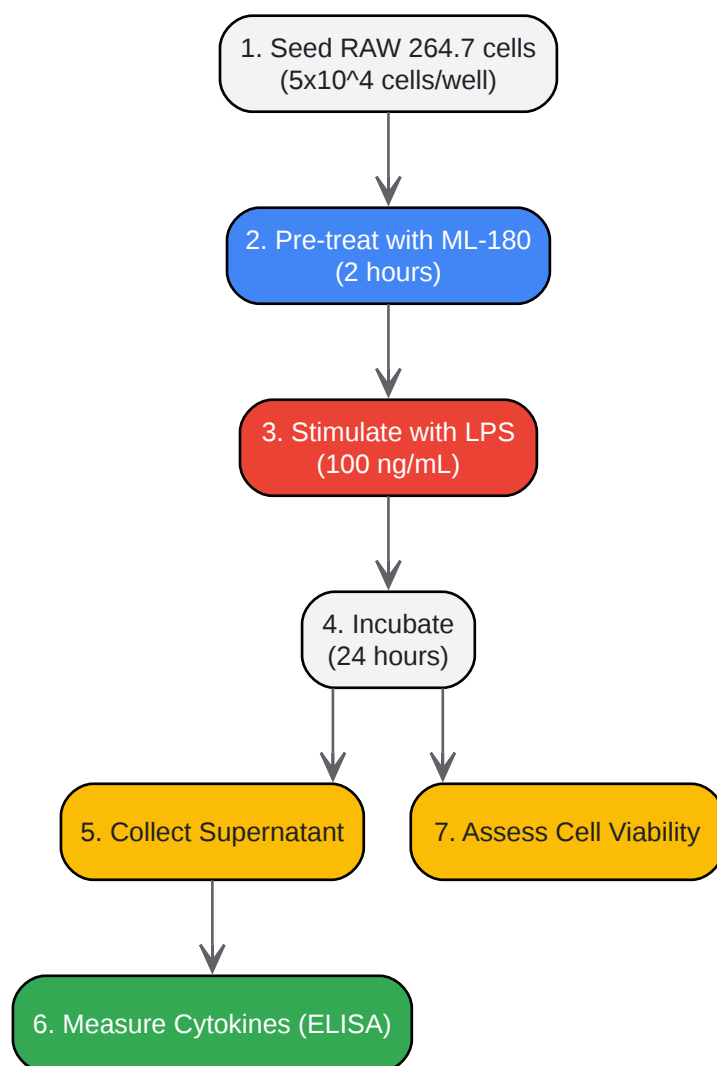 1. Seed RAW 264.7 cells
(5x10^4 cells/well)
2. Pre-treat with ML-180
(2 hours)
3. Stimulate with LPS
(100 ng/mL)
4. Incubate
(24 hours)
5. Collect Supernatant
7. Assess Cell Viability
6. Measure Cytokines (ELISA)